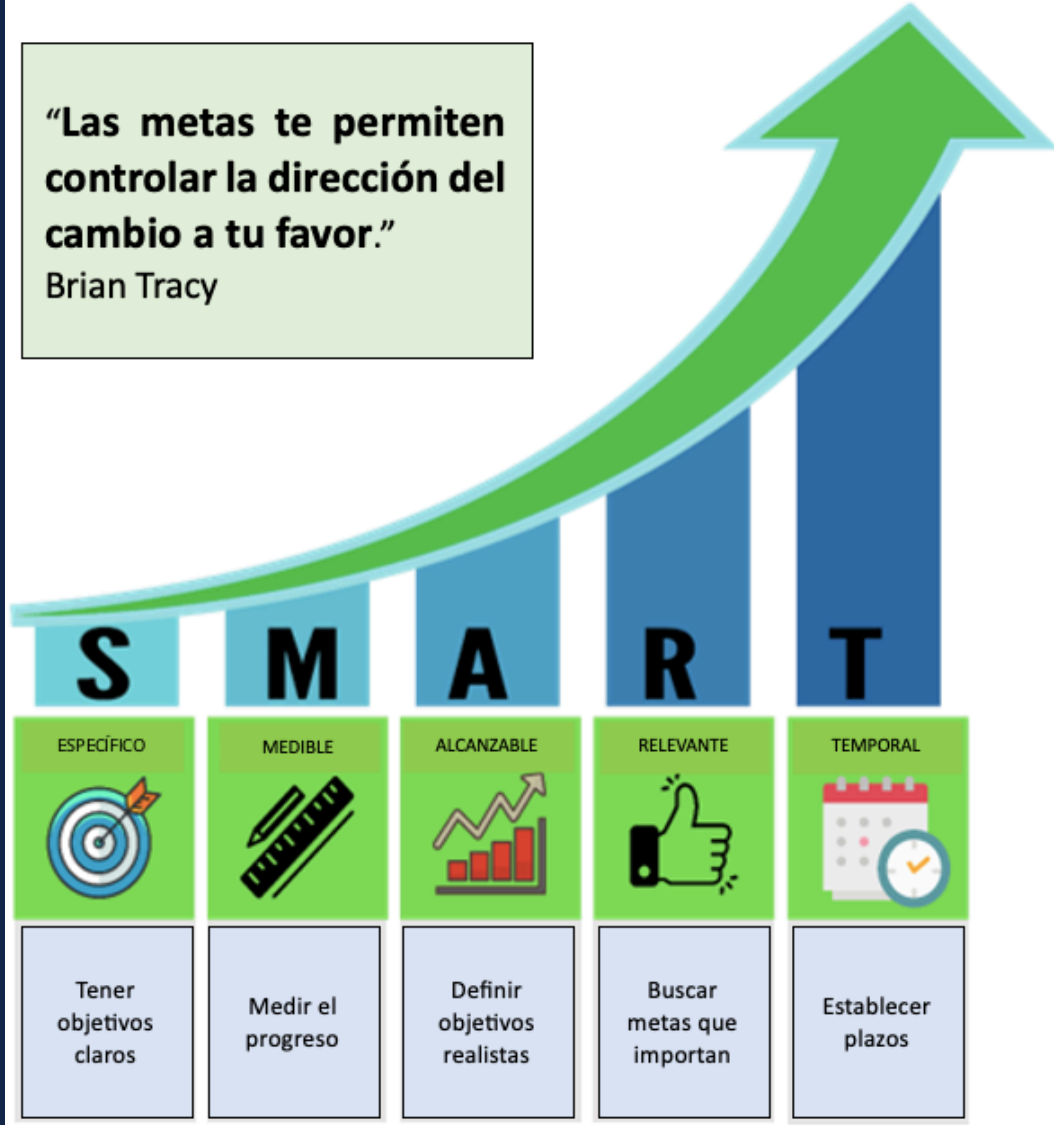 “Las metas te permiten
controlar la dirección del
cambio a tu favor.”
Brian Tracy
S M A R T
ESPECÍFICO
MEDIBLE
ALCANZABLE
RELEVANTE
TEMPORAL
Tener
objetivos
claros
Medir el
progreso
Definir
objetivos
realistas
Buscar
metas que
importan
Establecer
plazos